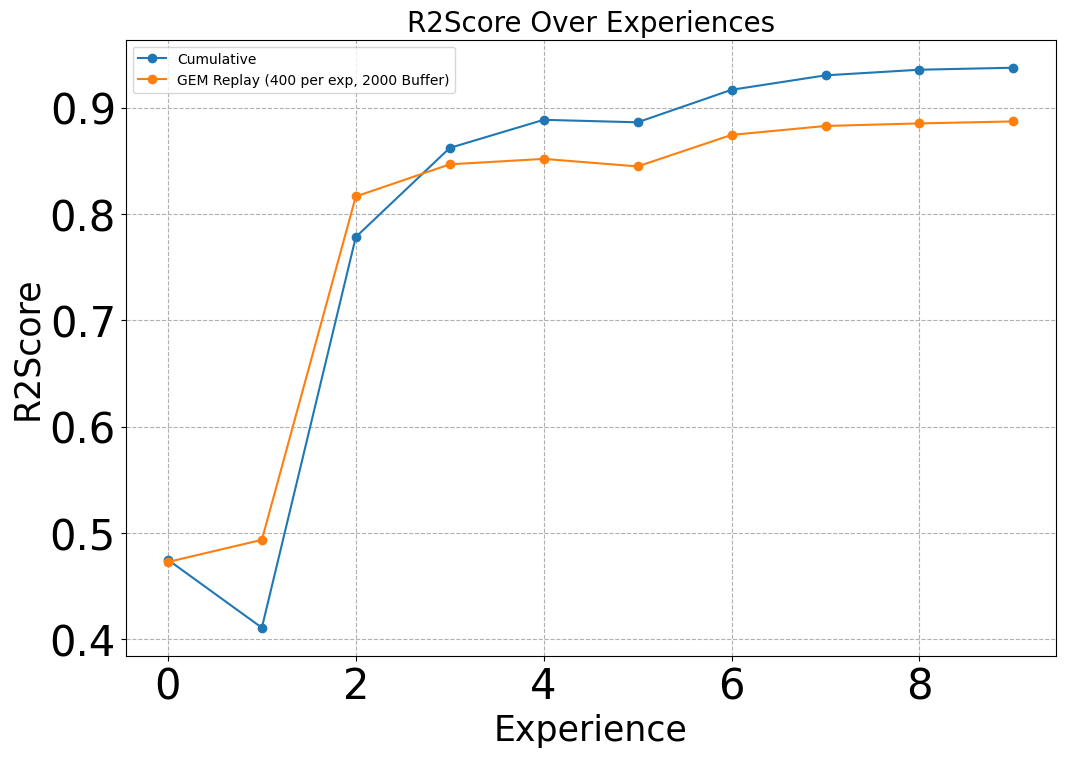 R2Score Over Experiences
Cumulative
GEM Replay (400 per exp, 2000 Buffer)
R2Score
0.9
0.8
0.7
0.6
0.5
0.4
0 2 4 6 8
Experience